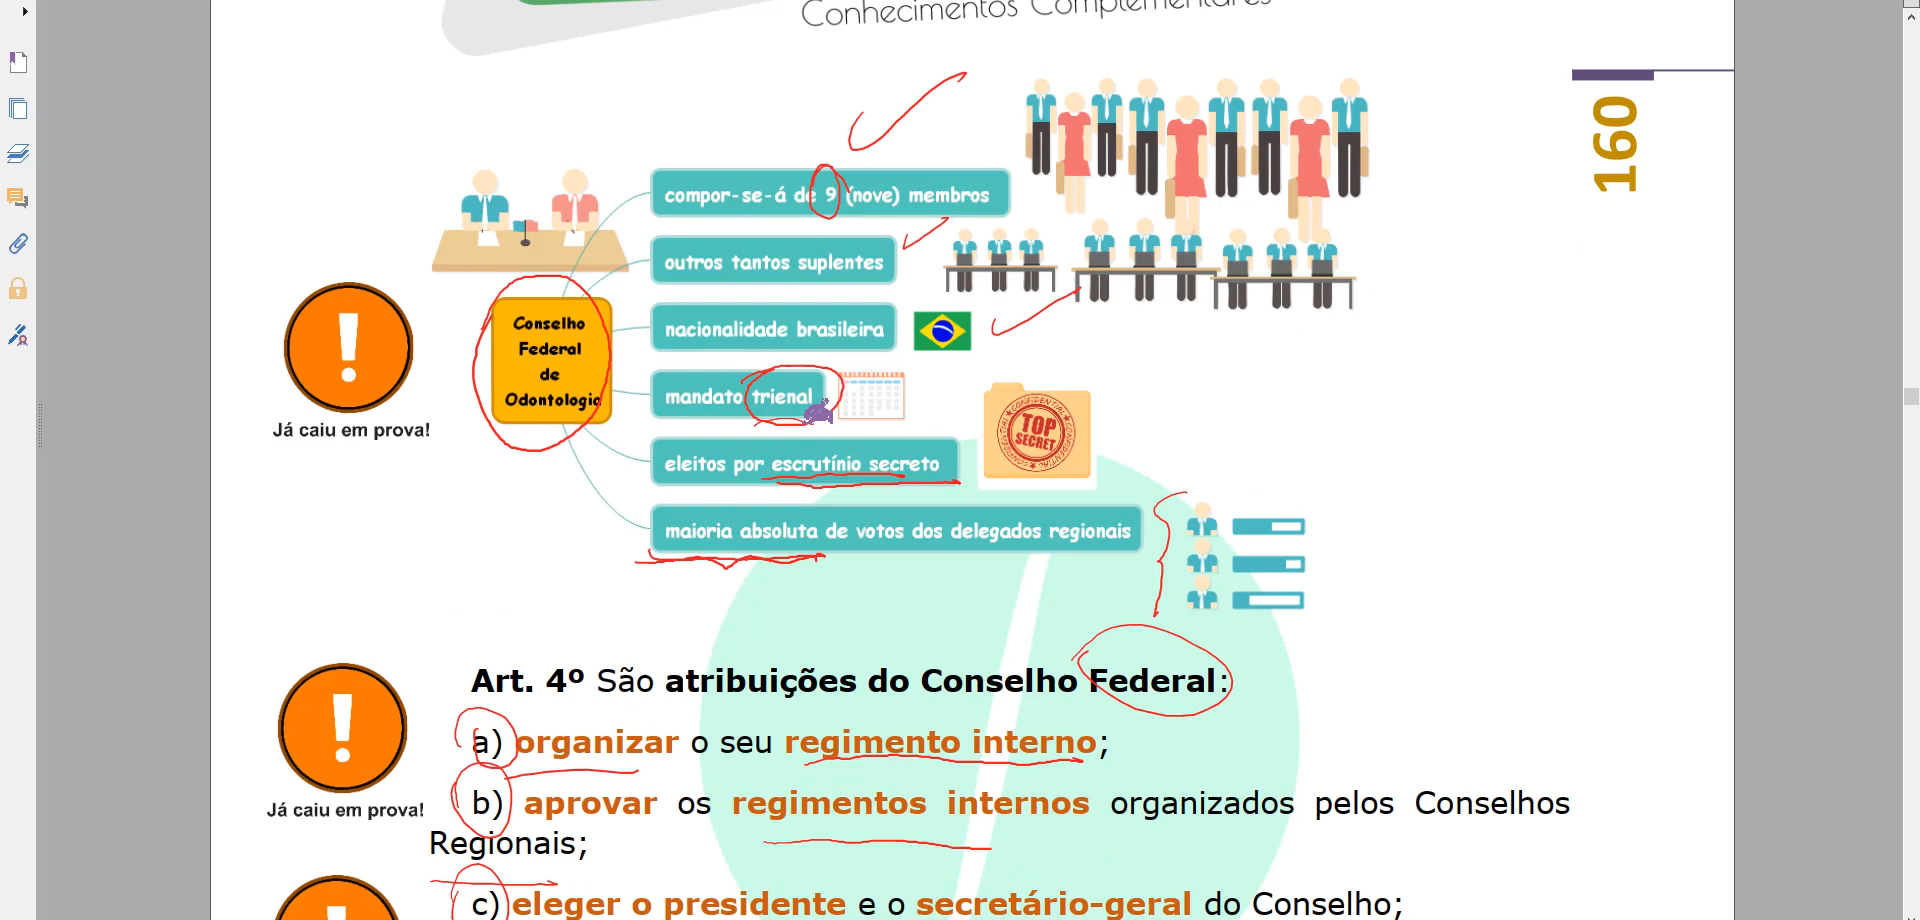 Conhecimentos Complementares
160
compor-se-á de 9 (nove) membros
outros tantos suplentes
nacionalidade brasileira
mandato trienal
eleitos por escrutínio secreto
maioria absoluta de votos dos delegados regionais
Conselho
Federal
de
Odontologia
Já caiu em prova!
CONFIDENTIAL
TOP
SECRET
CONFIDENTIAL
Art. 4º São atribuições do Conselho Federal:
a) organizar o seu regimento interno;
Já caiu em prova!
b) aprovar os regimentos internos organizados pelos Conselhos
Regionais;
c) eleger o presidente e o secretário-geral do Conselho;